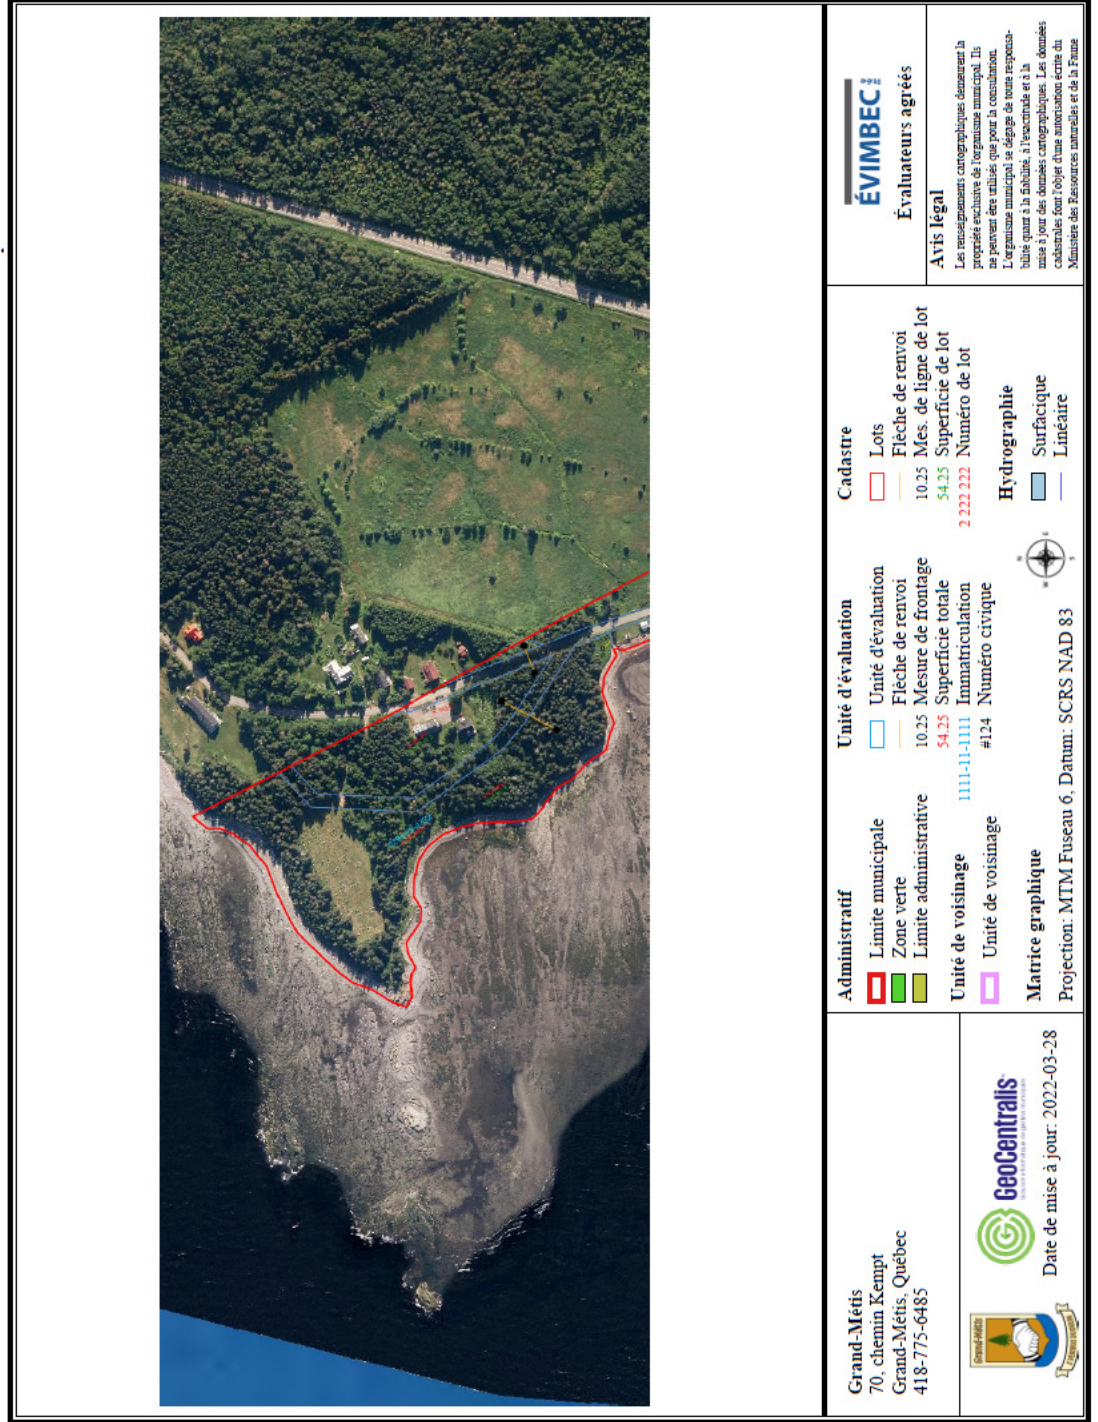 Grand-Métis
70, chemin Kempt
Grand-Métis, Québec
418-775-6485
Grand-Métis
GeoCentralis
Date de mise à jour: 2022-03-28
Administratif
Limite municipale
Zone verte
Limite administrative
Unité de voisinage
Unité de voisinage
Matrice graphique
Projection: MTM Fuseau 6, Datum: SCRS NAD 83
Unité d'évaluation
Unité d'évaluation
Flèche de renvoi
10.25 Mesure de frontage
54.25 Superficie totale
1111-11-1111 Immatriculation
#124 Numéro civique
N
E
S
W
Cadastre
Lots
Flèche de renvoi
10.25 Mes. de ligne de lot
54.25 Superficie de lot
2 222 222 Numéro de lot
Hydrographie
Surfacique
Linéaire
ÉVIMBEC
Évaluateurs agréés
Avis légal
Les renseignements cartographiques demeurent la
propriété exclusive de l'organisme municipal. Ils
ne peuvent être utilisés que pour la consultation.
L'organisme municipal se dégage de toute responsa-
bilité quant à la fiabilité, à l'exactitude et à la
mise à jour des données cartographiques. Les données
cadastrales font l'objet d'une autorisation écrite du
Ministère des Ressources naturelles et de la Faune